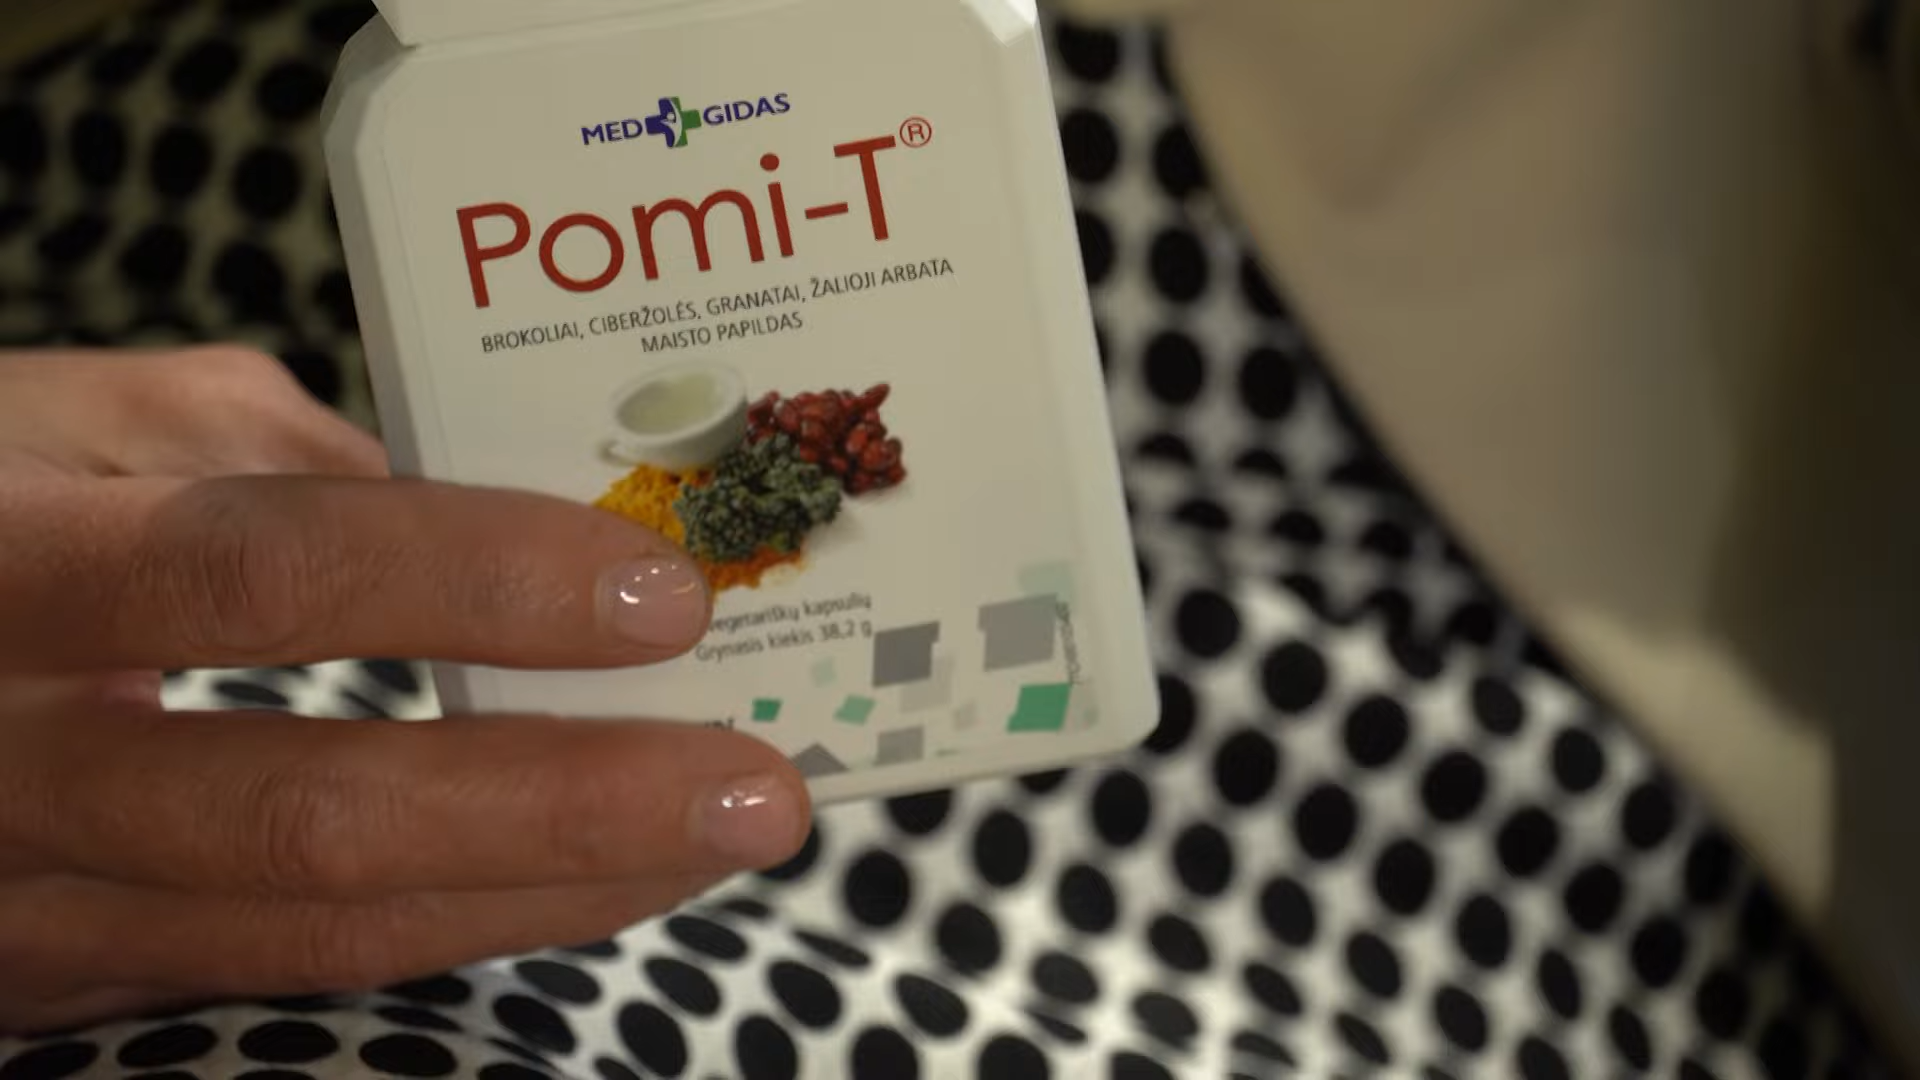 MED GIDAS
Pomi-T®
BROKOLIAI, CIBERŽOLĖS, GRANATAI, ŽALIOJI ARBATA
MAISTO PAPILDAS
vegetariškų kapsulių
Grynasis kiekis 38,2 g